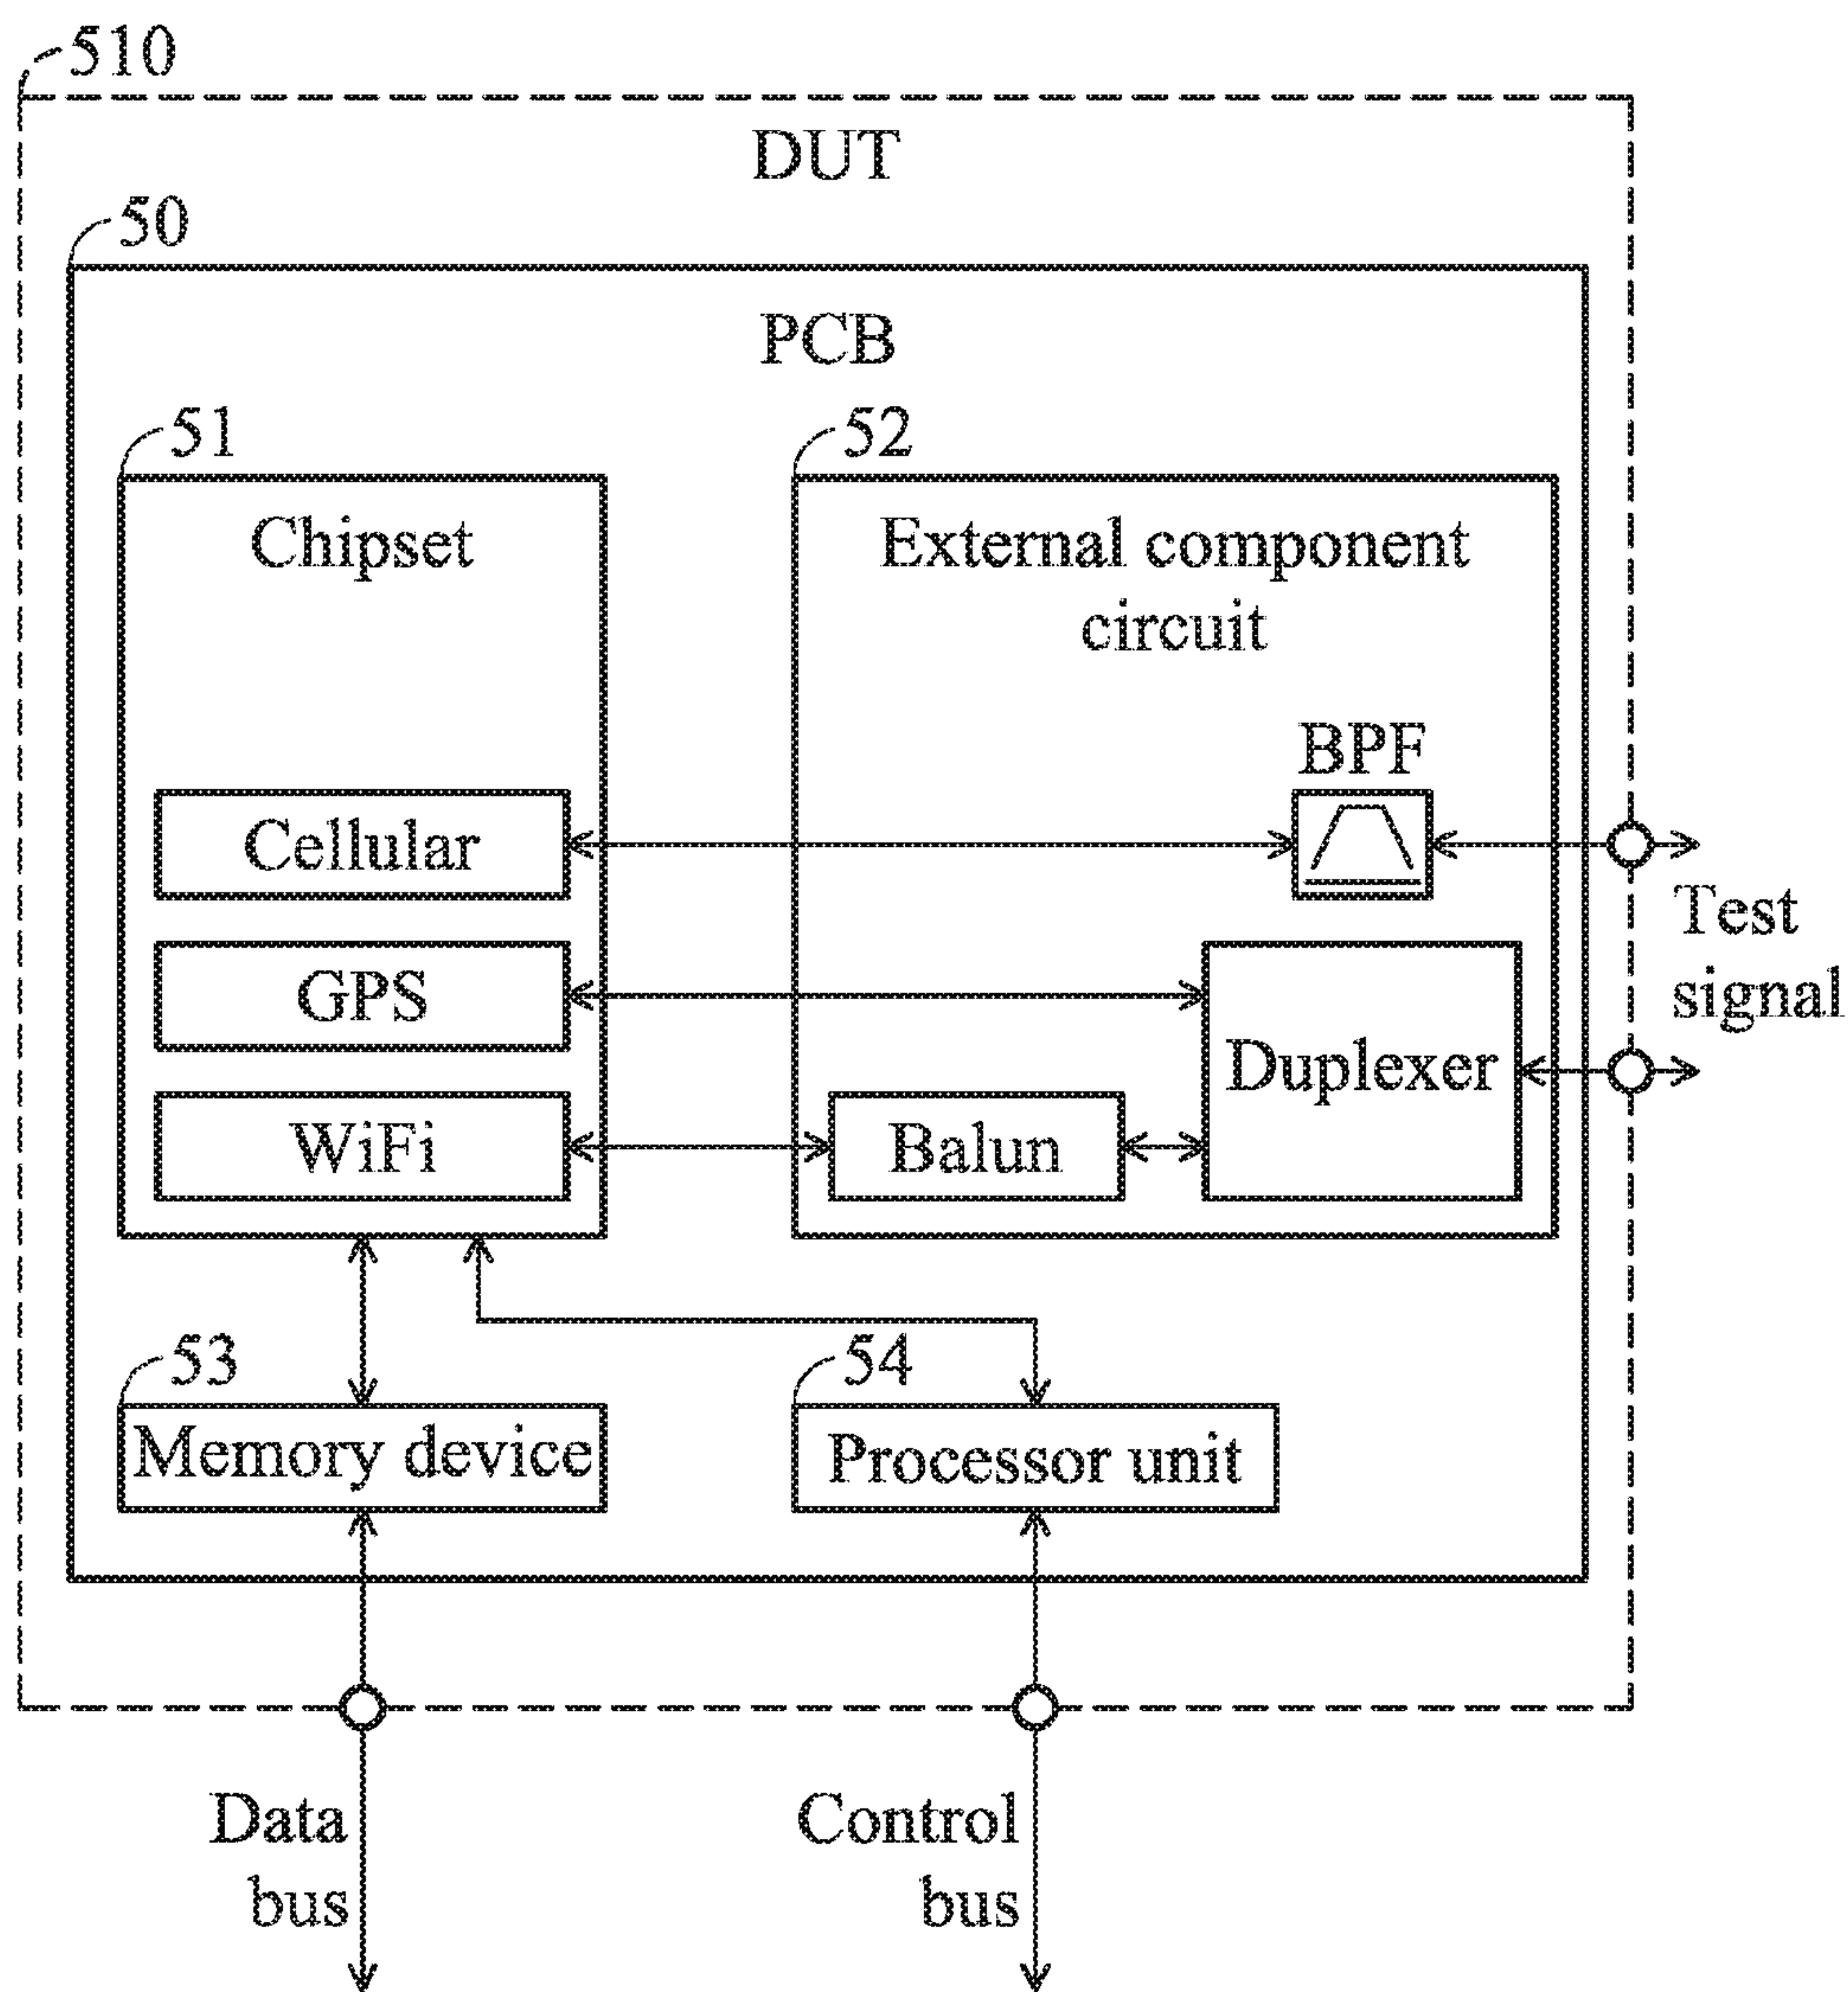 510
DUT
50
PCB
51
52
Chipset
External component
circuit
BPF
Cellular
Test
signal
GPS
Duplexer
WiFi
Balun
53
54
Memory device
Processor unit
Data
bus
Control
bus